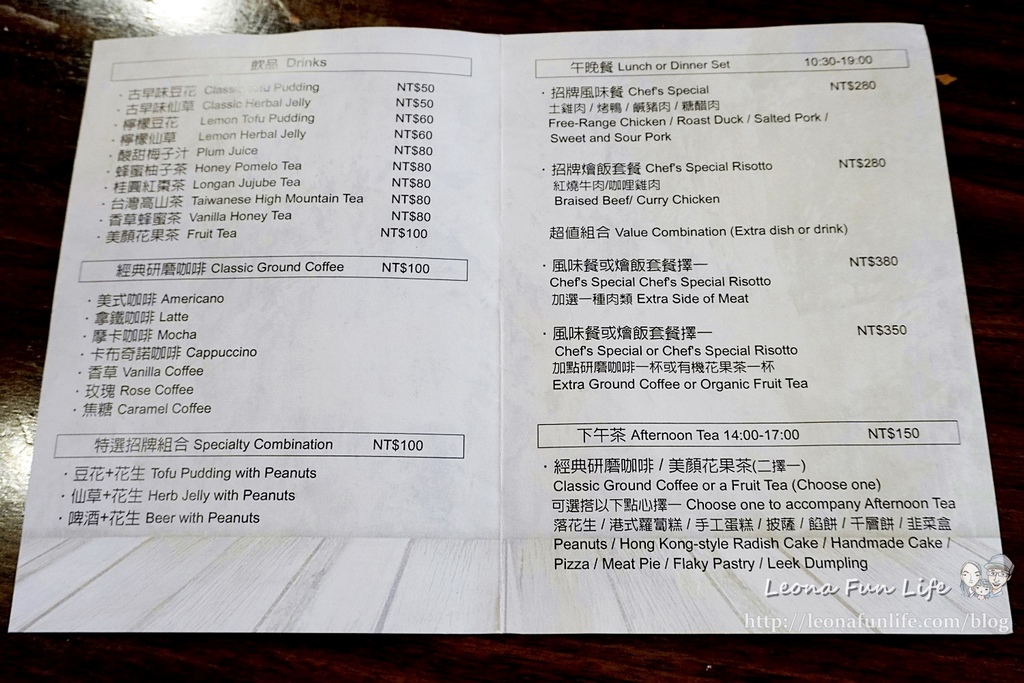 飲品 Drinks
·古早味豆花 Classic Tofu Pudding NT$50
·古早味仙草 Classic Herbal Jelly NT$50
·檸檬豆花 Lemon Tofu Pudding NT$60
·檸檬仙草 Lemon Herbal Jelly NT$60
·酸甜梅子汁 Plum Juice NT$80
·蜂蜜柚子茶 Honey Pomelo Tea NT$80
·桂圓紅棗茶 Longan Jujube Tea NT$80
·台灣高山茶 Taiwanese High Mountain Tea NT$80
·香草蜂蜜茶 Vanilla Honey Tea NT$80
·美顏花果茶 Fruit Tea NT$100
經典研磨咖啡 Classic Ground Coffee NT$100
·美式咖啡 Americano
·拿鐵咖啡 Latte
·摩卡咖啡 Mocha
·卡布奇諾咖啡 Cappuccino
·香草 Vanilla Coffee
·玫瑰 Rose Coffee
·焦糖 Caramel Coffee
特選招牌組合 Specialty Combination NT$100
·豆花+花生 Tofu Pudding with Peanuts
·仙草+花生 Herb Jelly with Peanuts
·啤酒+花生 Beer with Peanuts
午晚餐 Lunch or Dinner Set 10:30-19:00
·招牌風味餐 Chef's Special NT$280
土雞肉 / 烤鴨 / 鹹豬肉 / 糖醋肉
Free-Range Chicken / Roast Duck / Salted Pork /
Sweet and Sour Pork
·招牌燴飯套餐 Chef's Special Risotto NT$280
紅燒牛肉/咖哩雞肉
Braised Beef/ Curry Chicken
超值組合 Value Combination (Extra dish or drink)
·風味餐或燴飯套餐擇一 NT$380
Chef's Special Chef's Special Risotto
加選一種肉類 Extra Side of Meat
·風味餐或燴飯套餐擇一 NT$350
Chef's Special or Chef's Special Risotto
加點研磨咖啡一杯或有機花果茶一杯
Extra Ground Coffee or Organic Fruit Tea
下午茶 Afternoon Tea 14:00-17:00 NT$150
·經典研磨咖啡 / 美顏花果茶(二擇一)
Classic Ground Coffee or a Fruit Tea (Choose one)
可選搭以下點心擇一 Choose one to accompany Afternoon Tea
落花生 / 港式蘿蔔糕 / 手工蛋糕 / 披薩 / 餡餅 / 千層餅 / 韭菜盒
Peanuts / Hong Kong-style Radish Cake / Handmade Cake /
Pizza / Meat Pie / Flaky Pastry / Leek Dumpling
Leona Fun Life
http://leonafunlife.com/blog